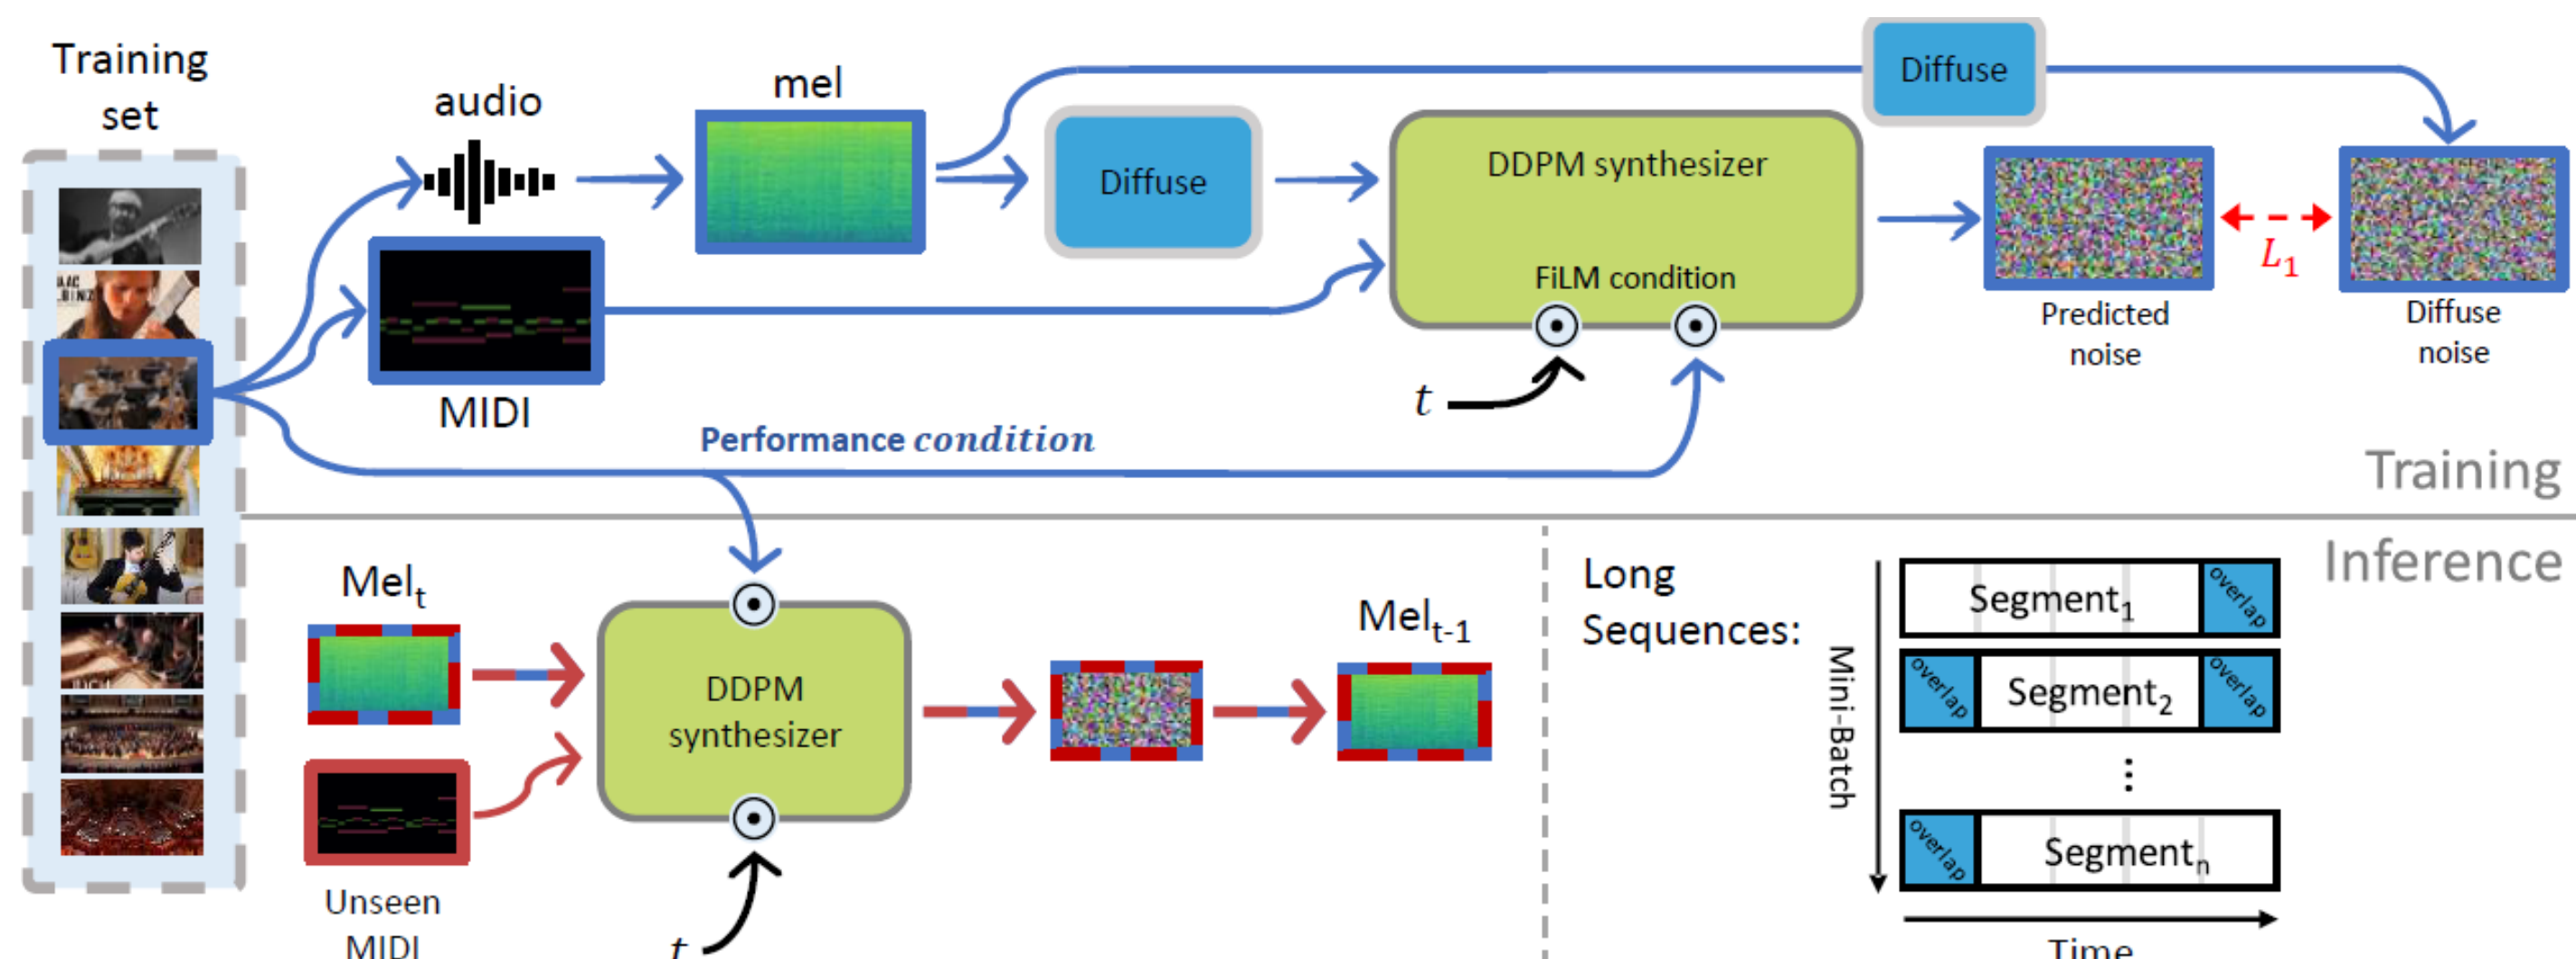 Training
set
audio
mel
Diffuse
Diffuse
DDPM synthesizer
FiLM condition
MIDI
t
L1
Predicted
noise
Diffuse
noise
Performance condition
Training
Inference
Melt
Unseen
MIDI
DDPM
synthesizer
t
Melt-1
Long
Sequences:
Mini-Batch
Segment1
overlap
overlap
Segment2
overlap
⋮
overlap
Segmentn
Time